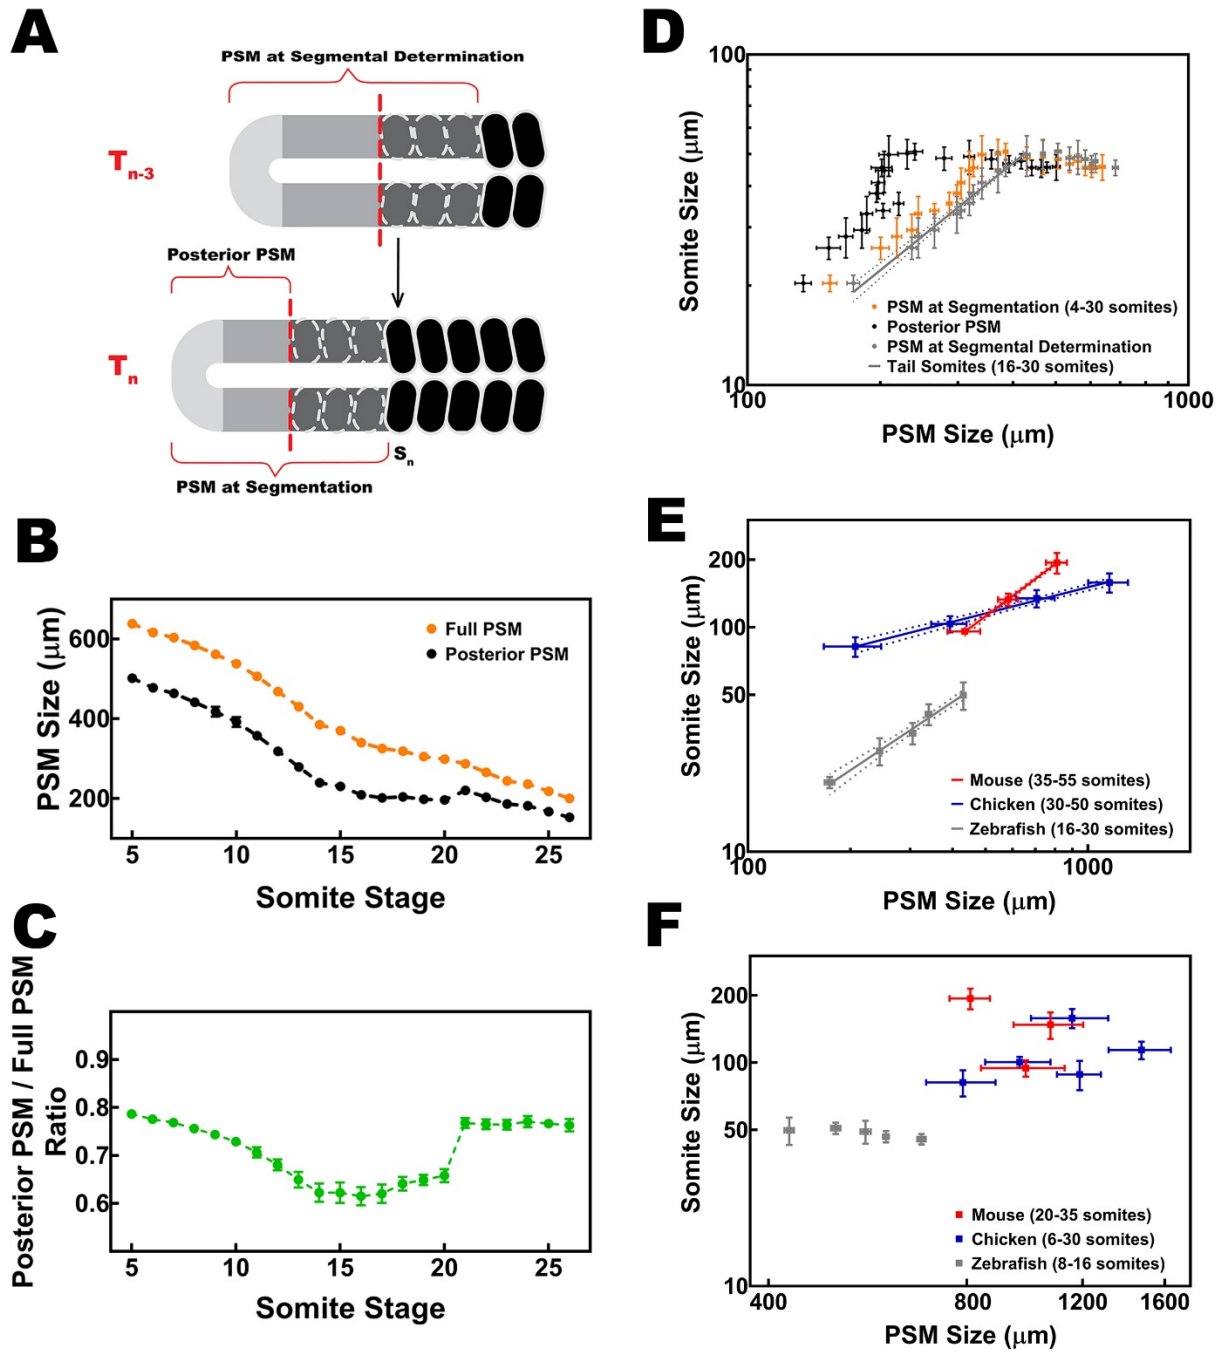 A
PSM at Segmental Determination
Tn-3
Posterior PSM
Tn
Sn
PSM at Segmentation
B
PSM Size (μm)
600
400
200
Full PSM
Posterior PSM
5
10
15
20
25
Somite Stage
C
Posterior PSM / Full PSM
Ratio
0.9
0.8
0.7
0.6
5
10
15
20
25
Somite Stage
D
Somite Size (μm)
100
10
PSM at Segmentation (4-30 somites)
Posterior PSM
PSM at Segmental Determination
Tail Somites (16-30 somites)
100
1000
PSM Size (μm)
E
Somite Size (μm)
200
100
50
10
Mouse (35-55 somites)
Chicken (30-50 somites)
Zebrafish (16-30 somites)
100
1000
PSM Size (μm)
F
Somite Size (μm)
200
100
50
10
Mouse (20-35 somites)
Chicken (6-30 somites)
Zebrafish (8-16 somites)
400
800
1200
1600
PSM Size (μm)